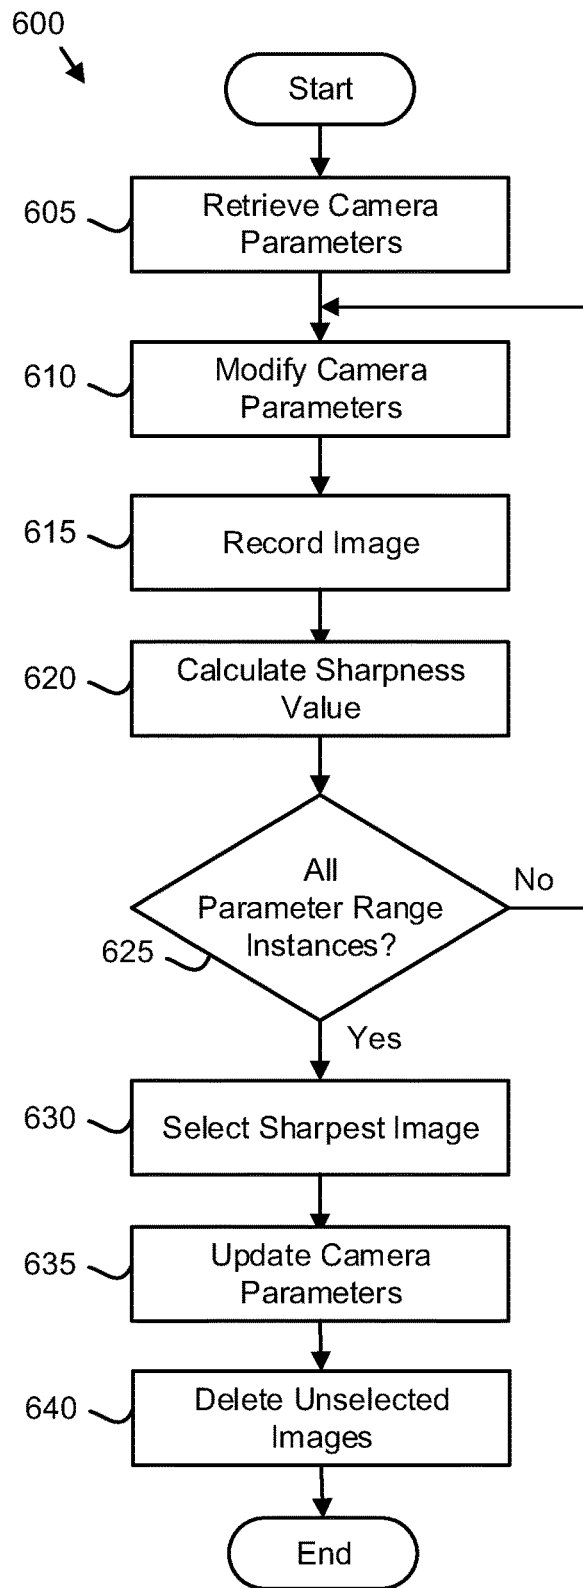 600
Start
605
Retrieve Camera
Parameters
610
Modify Camera
Parameters
615
Record Image
620
Calculate Sharpness
Value
All
Parameter Range
Instances?
No
625
Yes
630
Select Sharpest Image
635
Update Camera
Parameters
640
Delete Unselected
Images
End